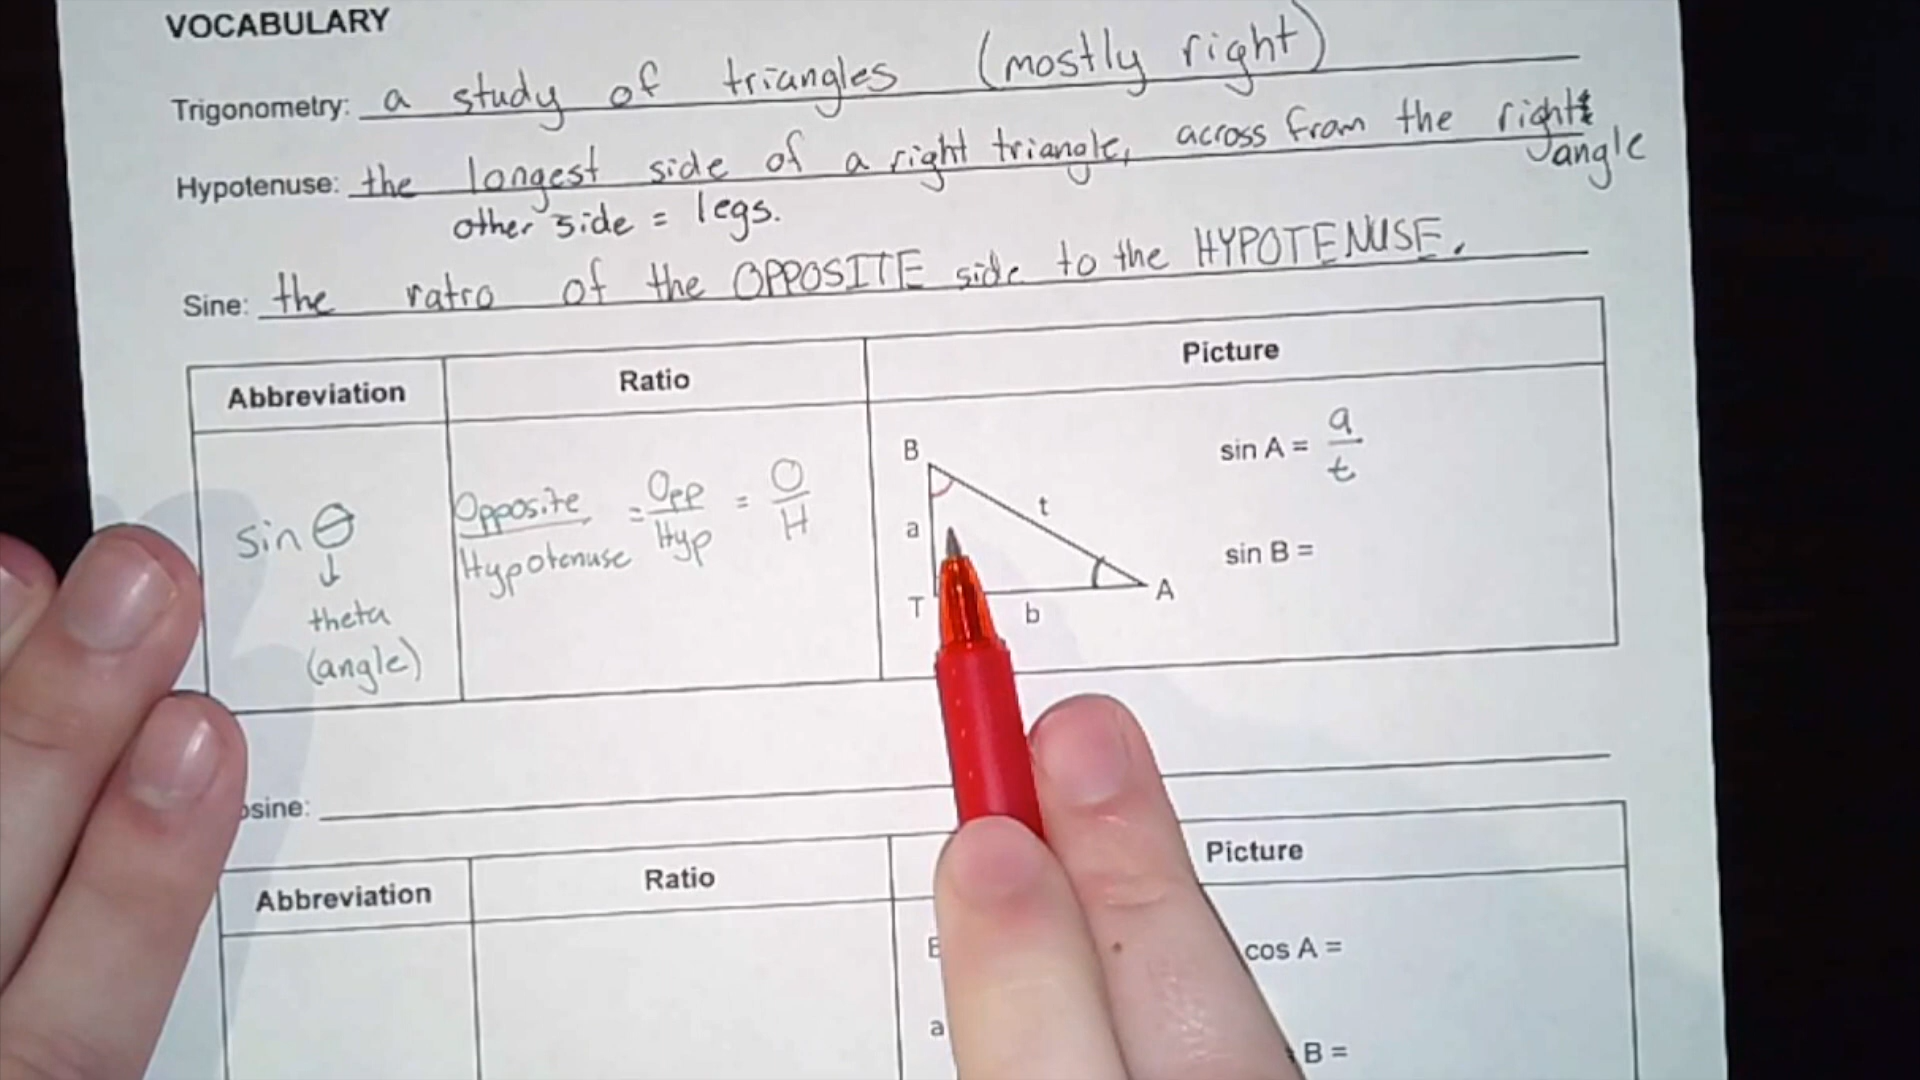 VOCABULARY
Trigonometry: a study of triangles (mostly right)
Hypotenuse: the longest side of a right triangle, across from the right
angle
other side = legs.
Sine: the ratio of the OPPOSITE side to the HYPOTENUSE.
Abbreviation Ratio Picture
sin θ
↓
theta
(angle)
Opposite = Opp = O
Hypotenuse Hyp H
B
a
t
T
b
A
sin A = a
t
sin B =
osine:
Abbreviation Ratio Picture
a
cos A =
B =